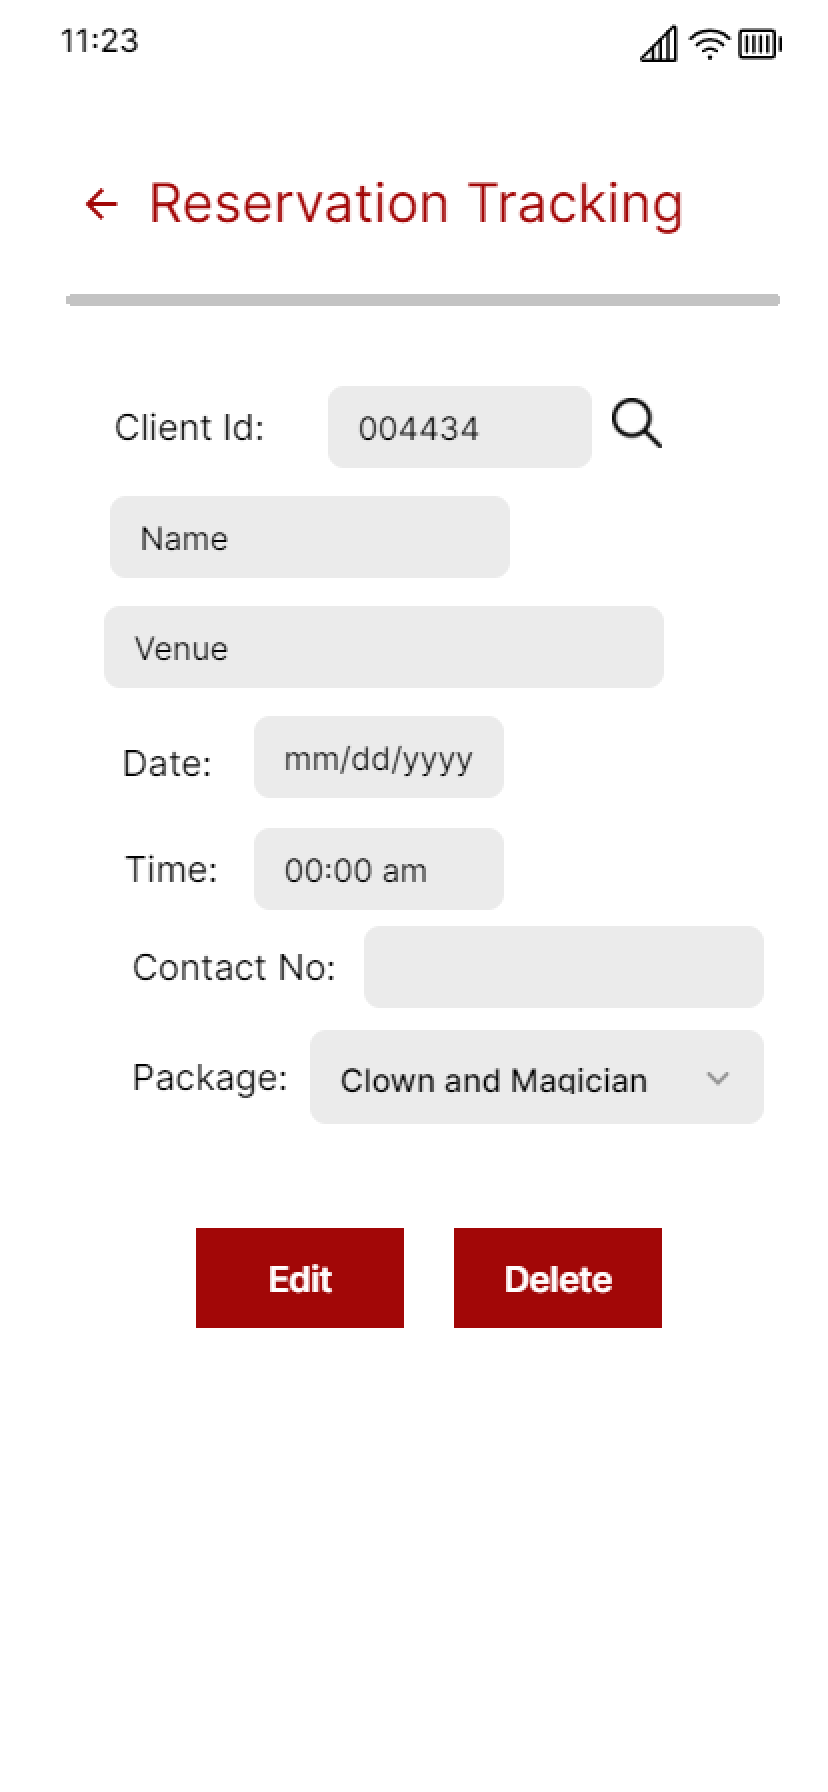 11:23
Reservation Tracking
Client Id: 004434
Name
Venue
Date: mm/dd/yyyy
Time: 00:00 am
Contact No:
Package: Clown and Magician
Edit Delete